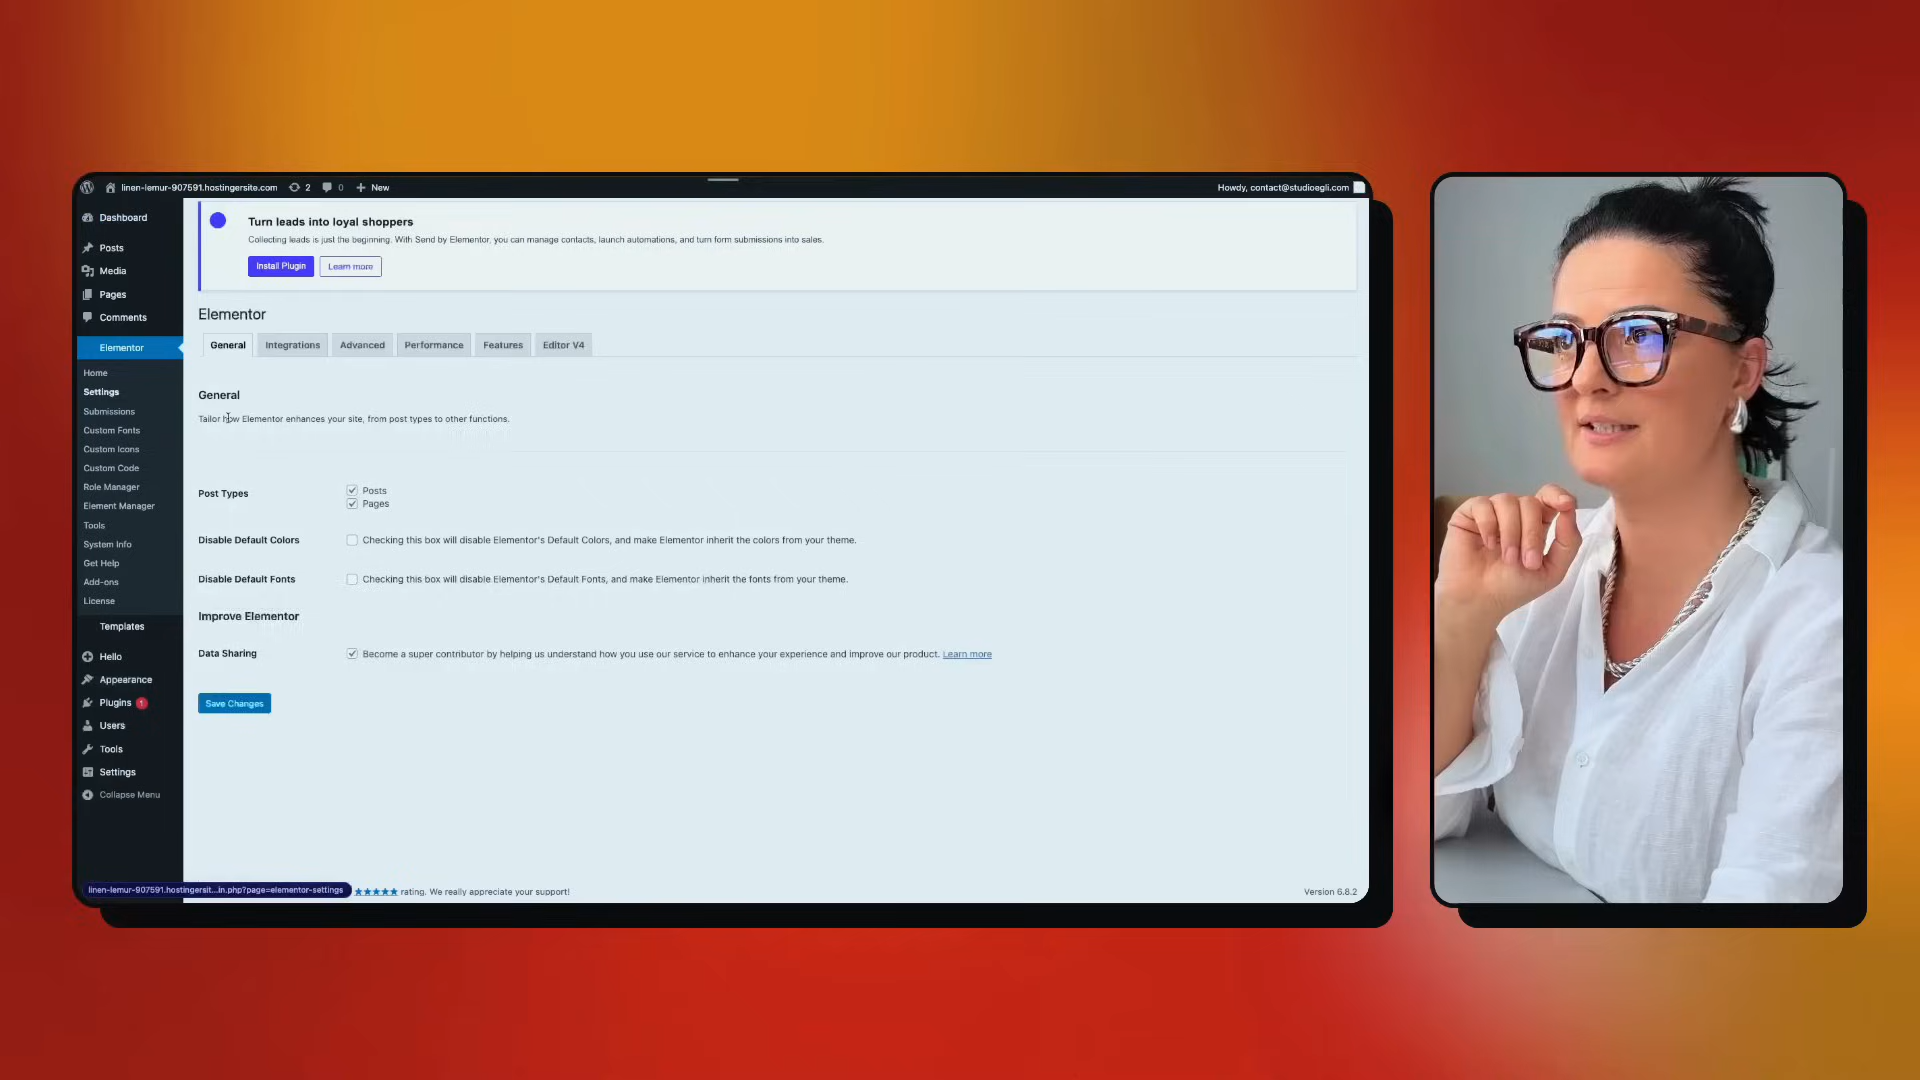 linen-lemur-907591.hostingersite.com 2 0 New Howdy, contact@studioegli.com
Dashboard
Posts
Media
Pages
Comments
Elementor
Home
Settings
Submissions
Custom Fonts
Custom Icons
Custom Code
Role Manager
Element Manager
Tools
System Info
Get Help
Add-ons
License
Templates
Hello
Appearance
Plugins 1
Users
Tools
Settings
Collapse Menu
Turn leads into loyal shoppers
Collecting leads is just the beginning. With Send by Elementor, you can manage contacts, launch automations, and turn form submissions into sales.
Install Plugin Learn more
Elementor
General Integrations Advanced Performance Features Editor V4
General
Tailor how Elementor enhances your site, from post types to other functions.
Post Types Posts
Pages
Disable Default Colors Checking this box will disable Elementor's Default Colors, and make Elementor inherit the colors from your theme.
Disable Default Fonts Checking this box will disable Elementor's Default Fonts, and make Elementor inherit the fonts from your theme.
Improve Elementor
Data Sharing Become a super contributor by helping us understand how you use our service to enhance your experience and improve our product. Learn more
Save Changes
linen-lemur-907591.hostingersit...in.php?page=elementor-settings ★★★★★ rating. We really appreciate your support! Version 6.8.2